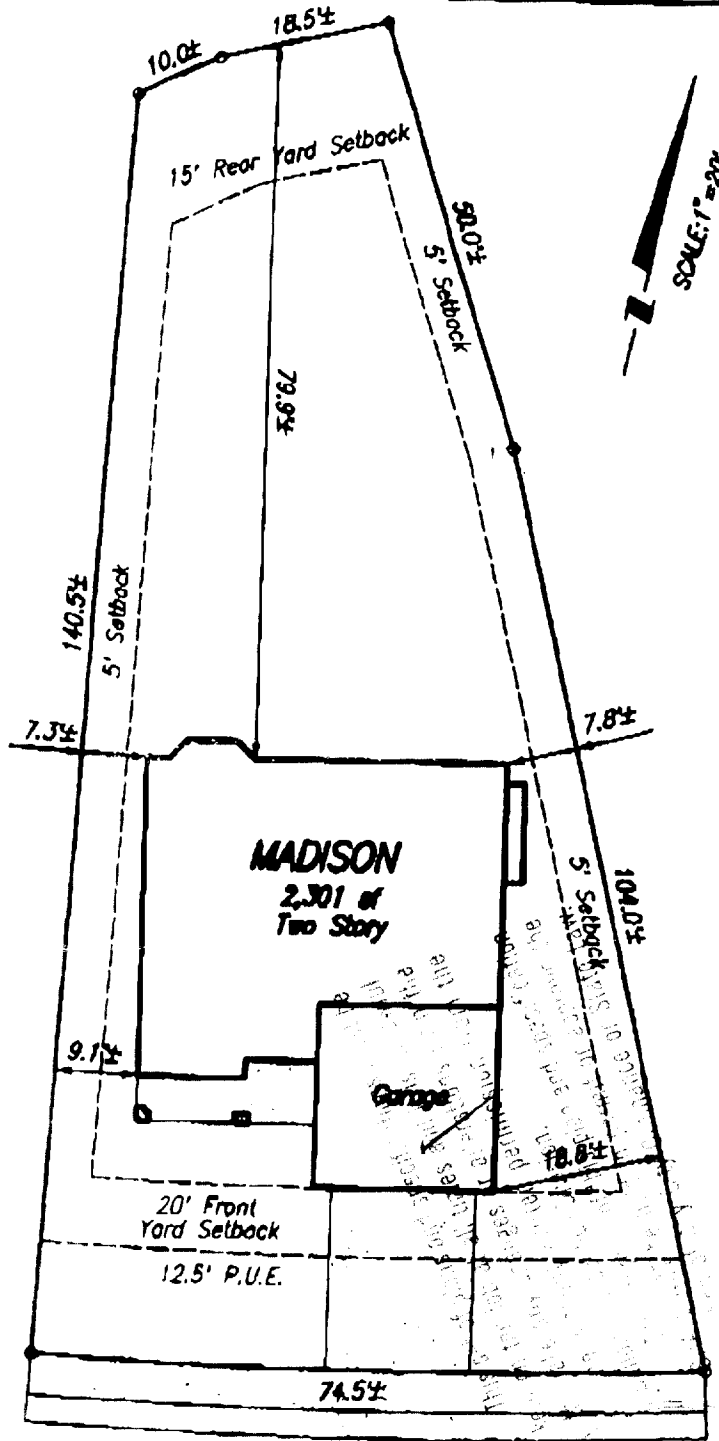 18.5'±
10.0±
15' Rear Yard Setback
50.0'±
5' Setback
SCALE: 1"=20'
79.9'±
140.5'±
5' Setback
7.3'±
7.8'±
MADISON
2,301 sf
Two Story
104.0'±
5' Setback
9.1'±
Garage
18.8'±
20' Front
Yard Setback
12.5' P.U.E.
74.5'±